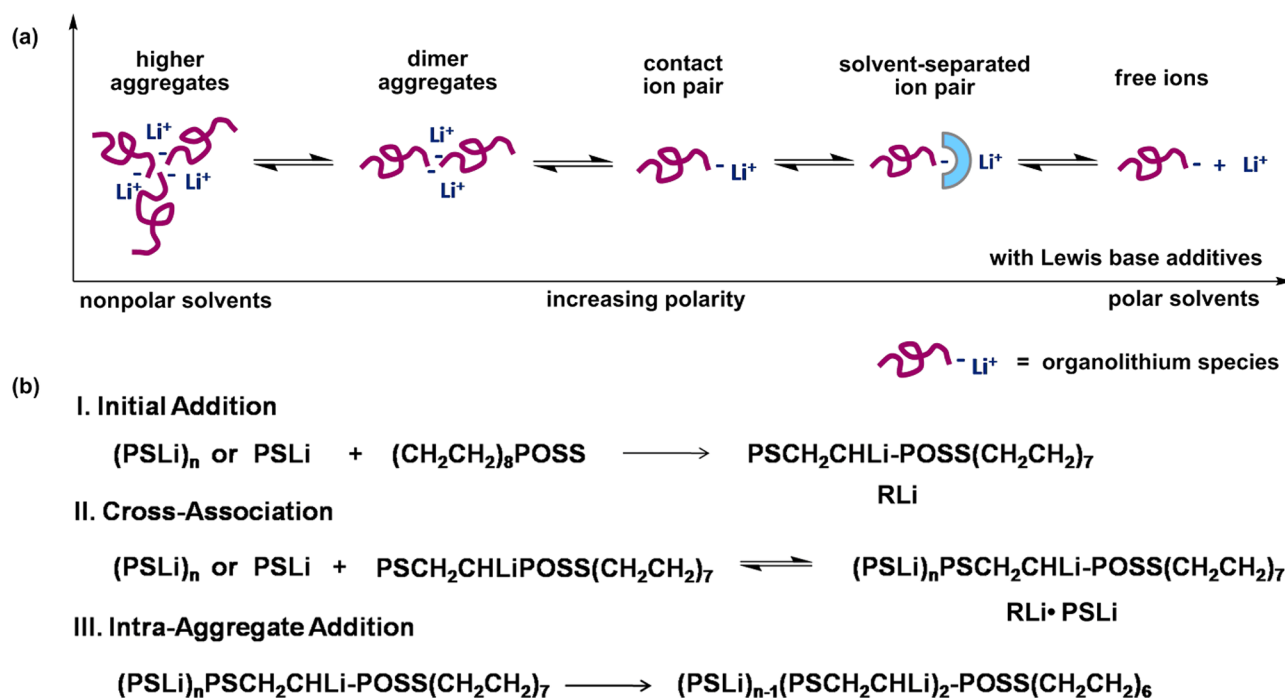 (a)
higher
aggregates
dimer
aggregates
contact
ion pair
solvent-separated
ion pair
free ions
Li⁺
- - -
Li⁺ Li⁺
Li⁺
- -
Li⁺
- Li⁺
- Li⁺
- + Li⁺
with Lewis base additives
nonpolar solvents increasing polarity polar solvents
- Li⁺ = organolithium species
(b)
I. Initial Addition
(PSLi)ₙ or PSLi + (CH₂CH₂)₈POSS ⟶ PSCH₂CHLi-POSS(CH₂CH₂)₇
RLi
II. Cross-Association
(PSLi)ₙ or PSLi + PSCH₂CHLiPOSS(CH₂CH₂)₇ ⇌ (PSLi)ₙPSCH₂CHLi-POSS(CH₂CH₂)₇
RLi• PSLi
III. Intra-Aggregate Addition
(PSLi)ₙPSCH₂CHLi-POSS(CH₂CH₂)₇ ⟶ (PSLi)ₙ₋₁(PSCH₂CHLi)₂-POSS(CH₂CH₂)₆